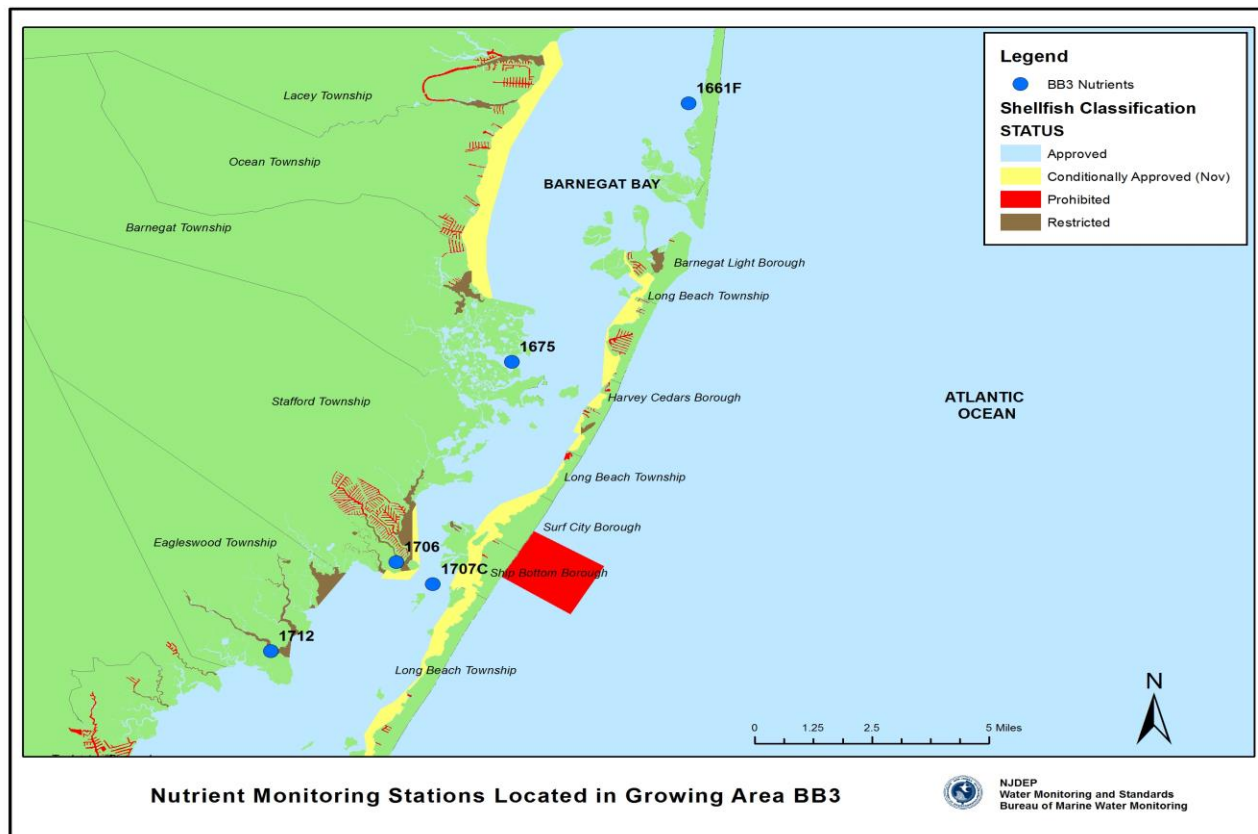 Legend
BB3 Nutrients
Shellfish Classification
STATUS
Approved
Conditionally Approved (Nov)
Prohibited
Restricted
1661F
Lacey Township
Ocean Township
BARNEGAT BAY
Barnegat Township
Barnegat Light Borough
Long Beach Township
1675
Stafford Township
Harvey Cedars Borough
ATLANTIC
OCEAN
Long Beach Township
Surf City Borough
Eagleswood Township
1706
1707C
Ship Bottom Borough
1712
Long Beach Township
N
0 1.25 2.5 5 Miles
Nutrient Monitoring Stations Located in Growing Area BB3
NJDEP
Water Monitoring and Standards
Bureau of Marine Water Monitoring